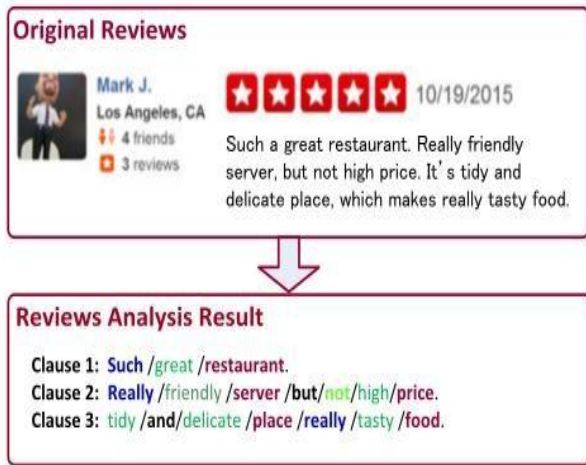 Original Reviews
Mark J.
Los Angeles, CA
4 friends
3 reviews
10/19/2015
Such a great restaurant. Really friendly
server, but not high price. It's tidy and
delicate place, which makes really tasty food.
Reviews Analysis Result
Clause 1: Such /great /restaurant.
Clause 2: Really /friendly /server /but/not/high/price.
Clause 3: tidy /and/delicate /place /really /tasty /food.